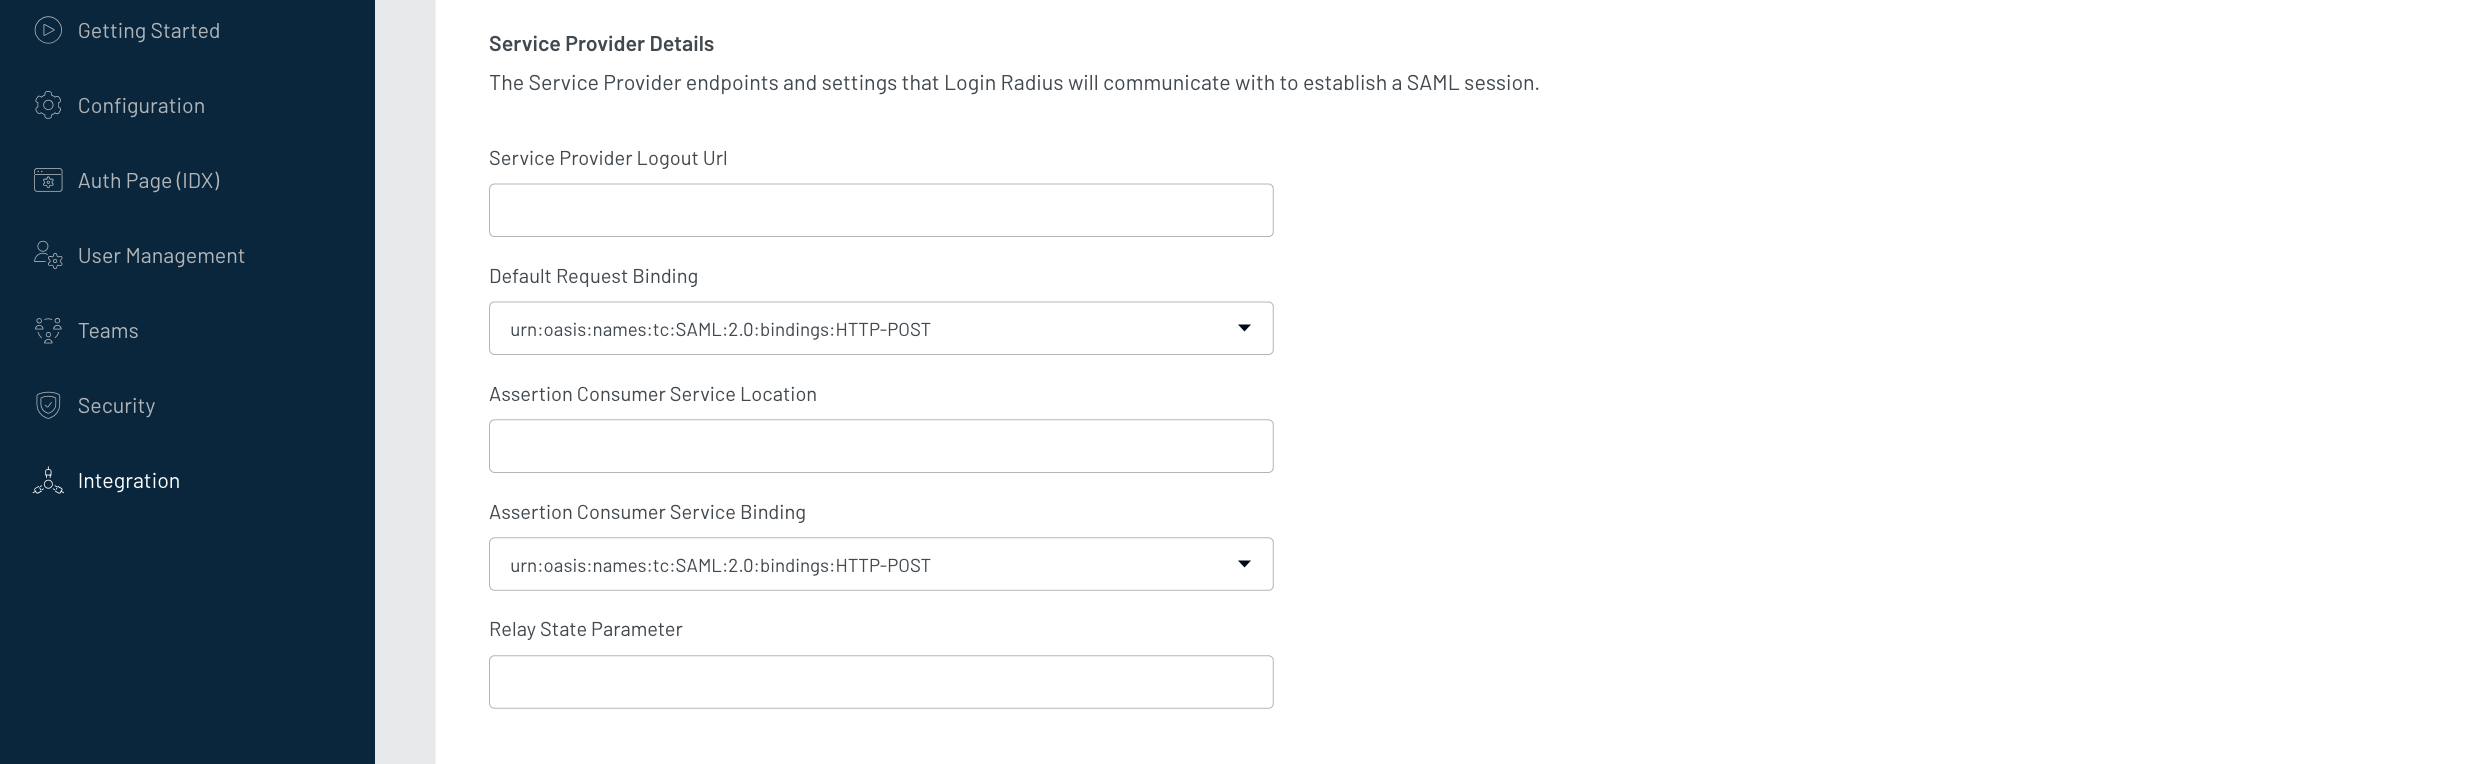 Getting Started
Configuration
Auth Page (IDX)
User Management
Teams
Security
Integration
Service Provider Details
The Service Provider endpoints and settings that Login Radius will communicate with to establish a SAML session.
Service Provider Logout Url
Default Request Binding
urn:oasis:names:tc:SAML:2.0:bindings:HTTP-POST
Assertion Consumer Service Location
Assertion Consumer Service Binding
urn:oasis:names:tc:SAML:2.0:bindings:HTTP-POST
Relay State Parameter